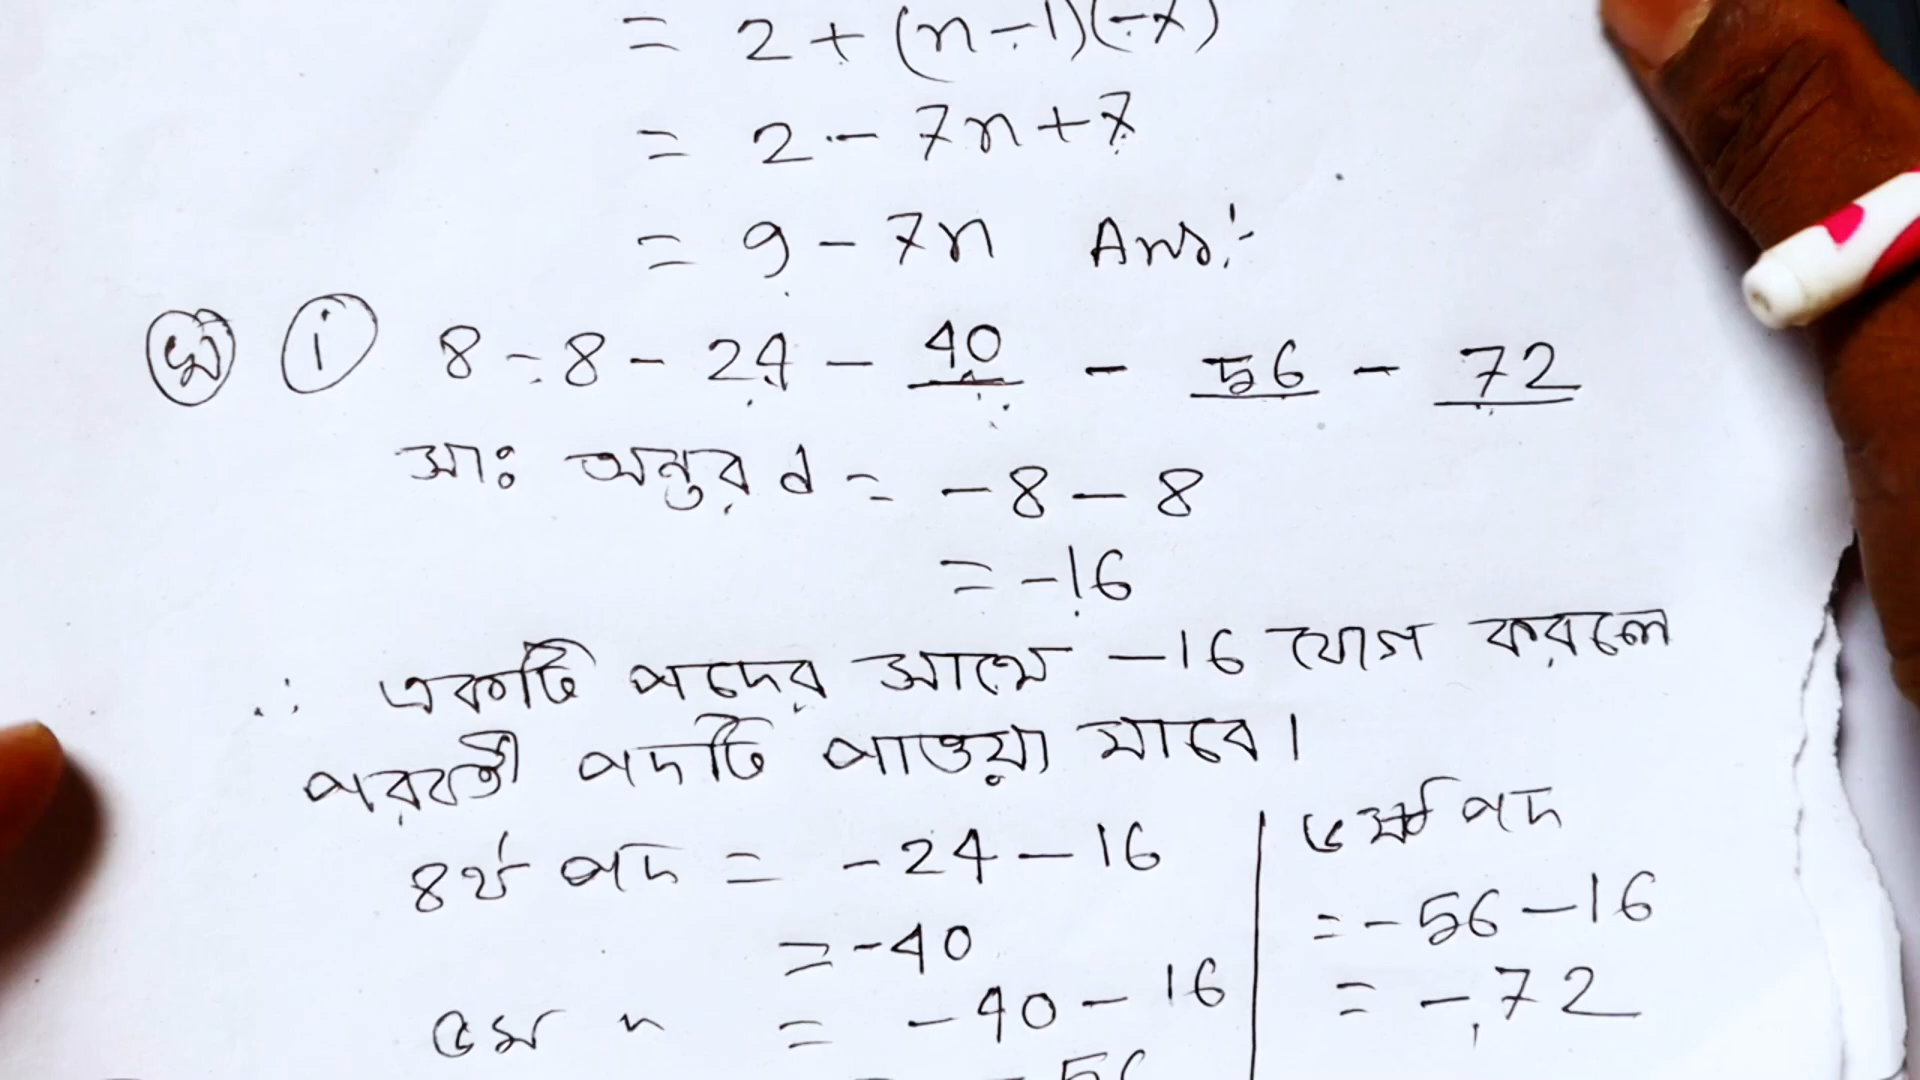 = 2 + (n-1)(-7)
= 2 - 7n + 7
= 9 - 7n Ans:-
ঘ i 8 - 8 - 24 - 40 - 56 - 72
সাঃ অন্তর d = -8 - 8
= -16
∴ একটি পদের সাথে -16 যোগ করলে
পরবর্তী পদটি পাওয়া যাবে।
৪র্থ পদ = -24 - 16
= -40
৫ম " = -40 - 16
56
৬ষ্ঠ পদ
= -56 - 16
= -72